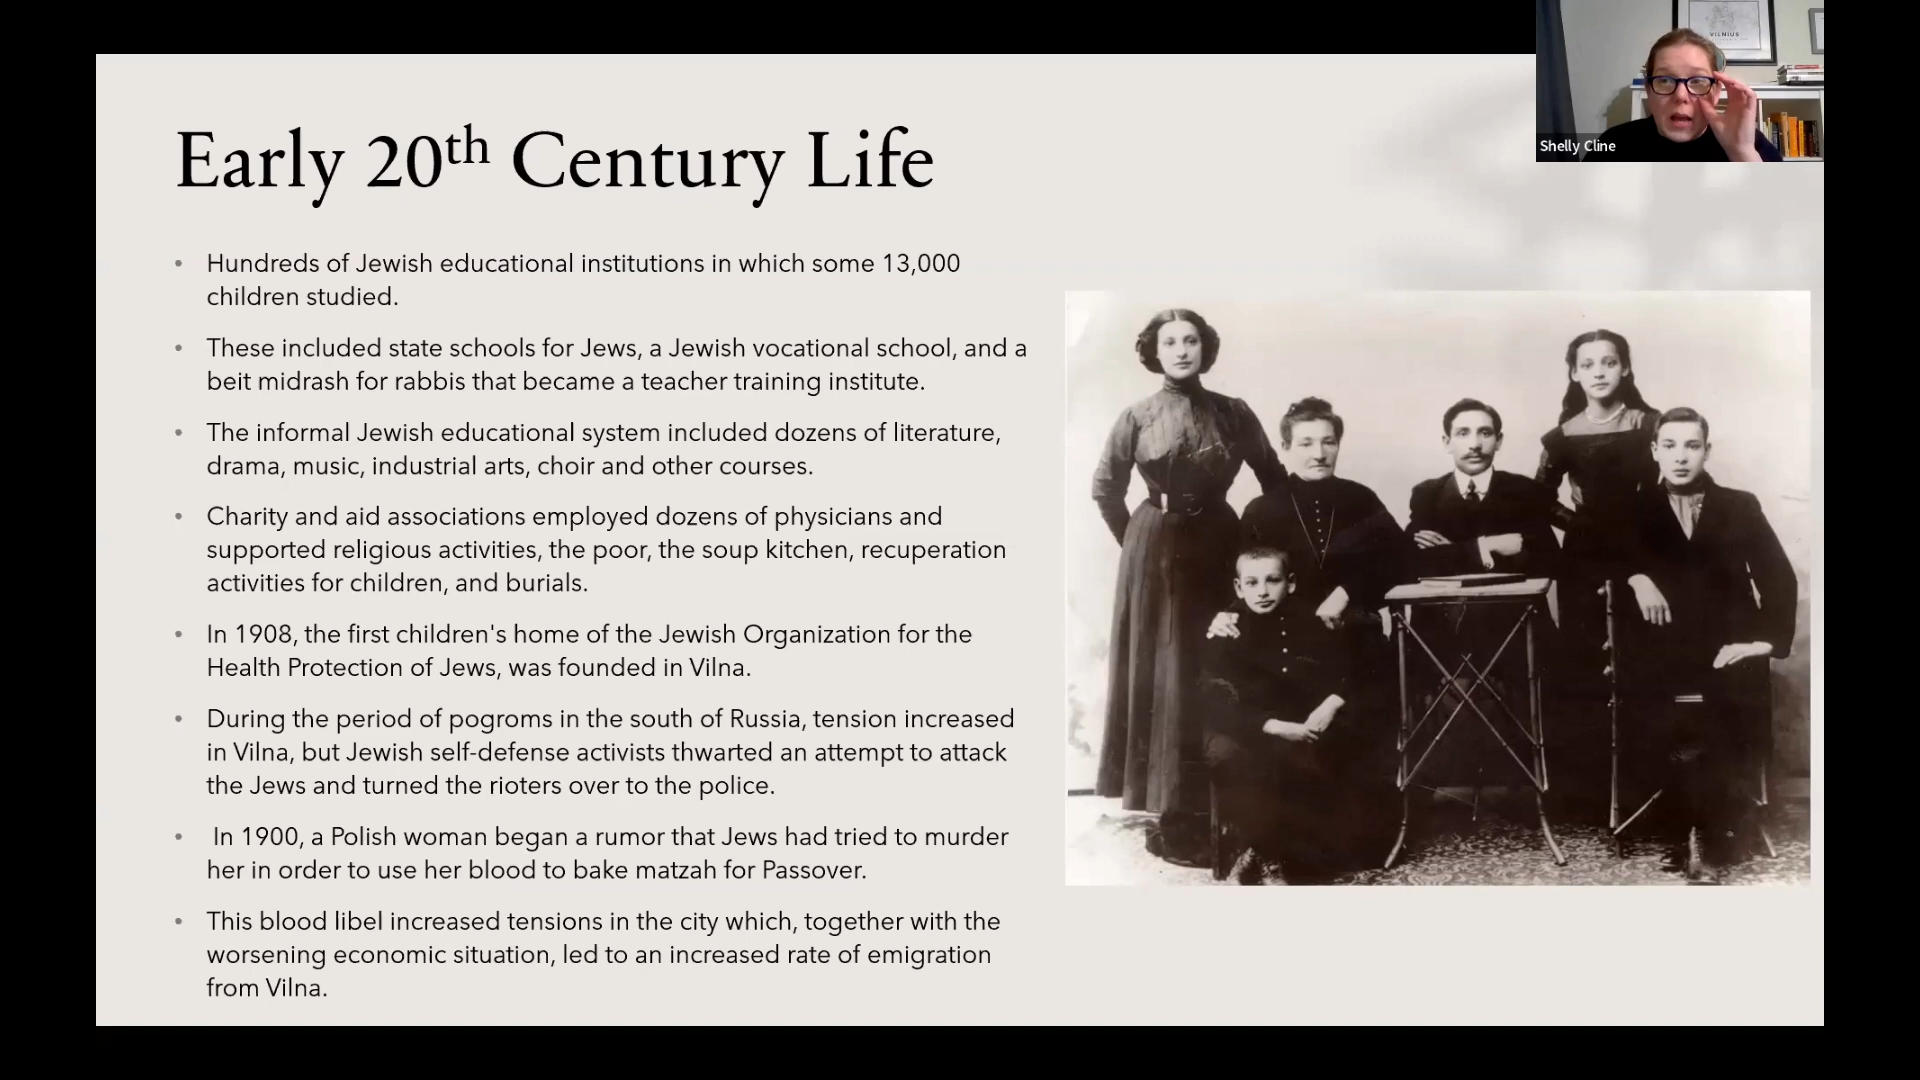 VILNIUS
Shelly Cline
Early 20th Century Life
• Hundreds of Jewish educational institutions in which some 13,000
children studied.
• These included state schools for Jews, a Jewish vocational school, and a
beit midrash for rabbis that became a teacher training institute.
• The informal Jewish educational system included dozens of literature,
drama, music, industrial arts, choir and other courses.
• Charity and aid associations employed dozens of physicians and
supported religious activities, the poor, the soup kitchen, recuperation
activities for children, and burials.
• In 1908, the first children's home of the Jewish Organization for the
Health Protection of Jews, was founded in Vilna.
• During the period of pogroms in the south of Russia, tension increased
in Vilna, but Jewish self-defense activists thwarted an attempt to attack
the Jews and turned the rioters over to the police.
• In 1900, a Polish woman began a rumor that Jews had tried to murder
her in order to use her blood to bake matzah for Passover.
• This blood libel increased tensions in the city which, together with the
worsening economic situation, led to an increased rate of emigration
from Vilna.